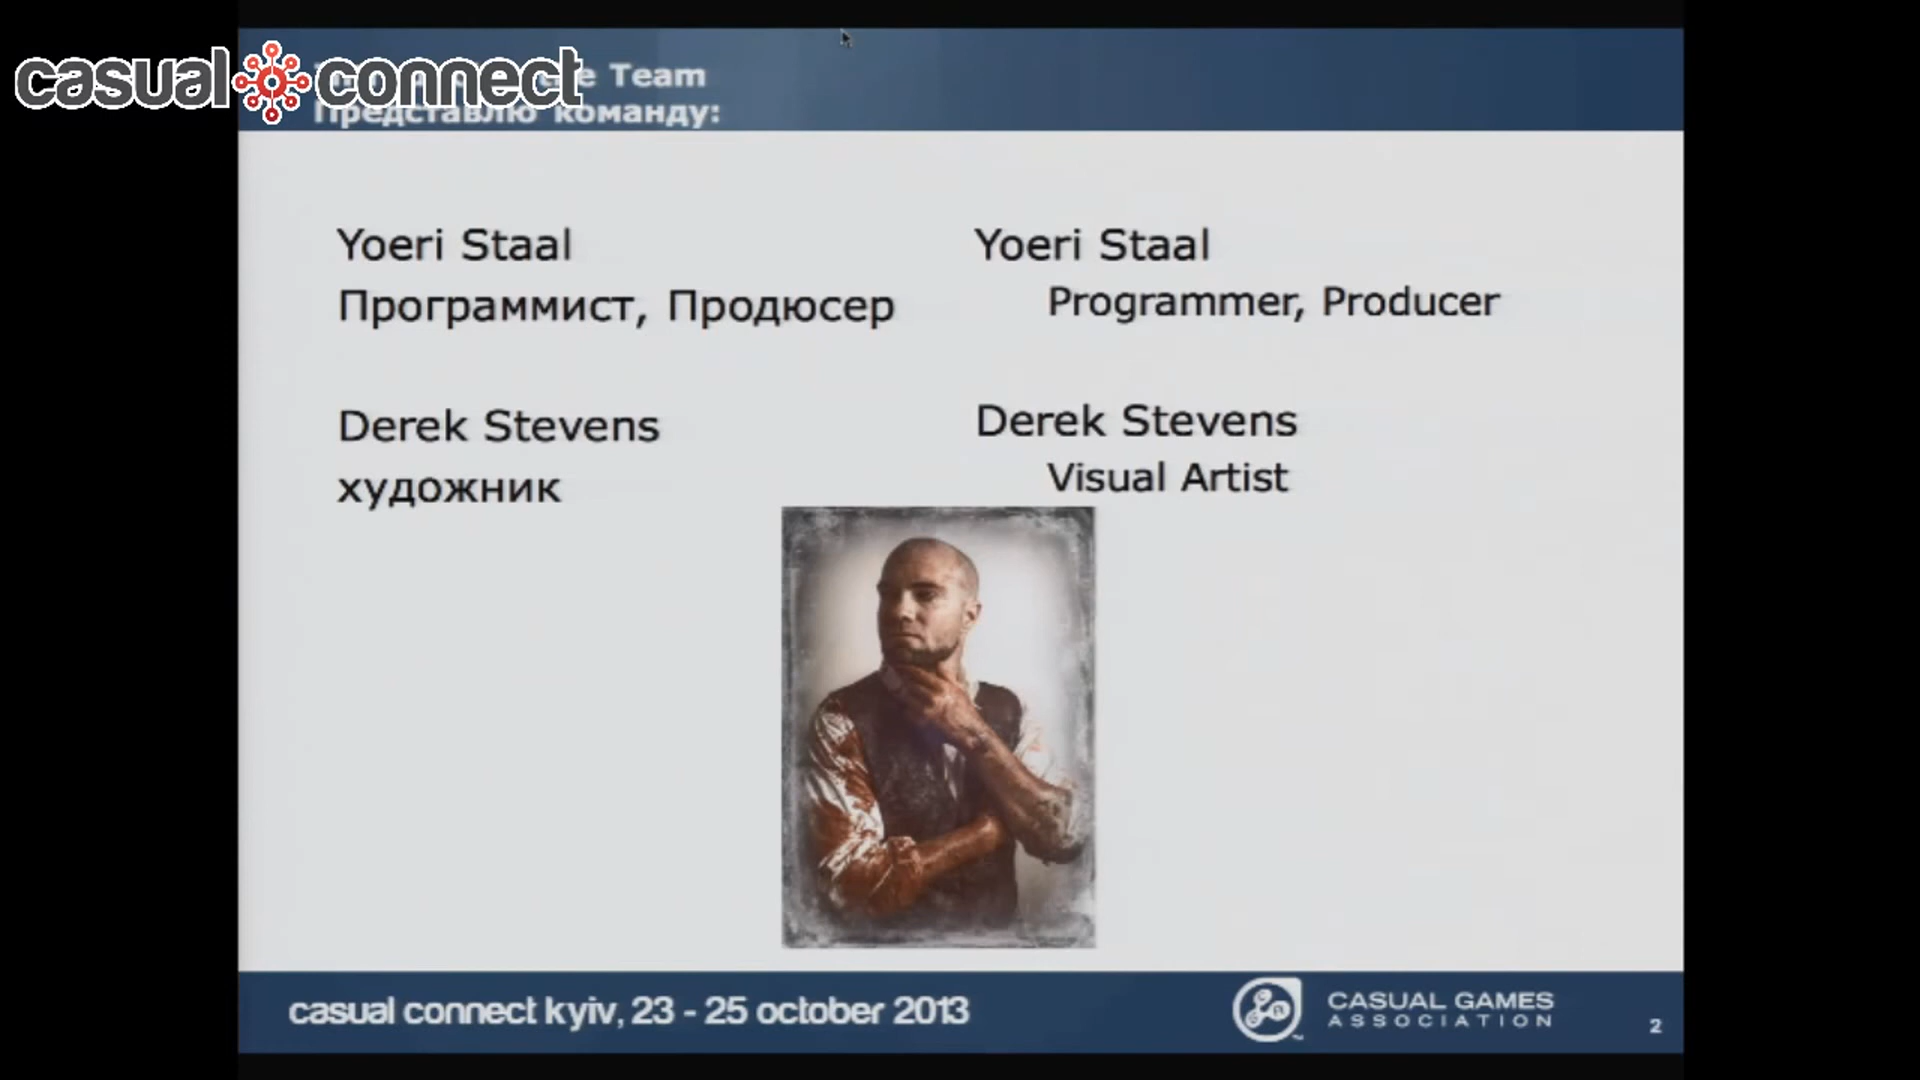 casual connect
e Team
Представлю команду:
Yoeri Staal
Программист, Продюсер
Derek Stevens
художник
Yoeri Staal
Programmer, Producer
Derek Stevens
Visual Artist
casual connect kyiv, 23 - 25 october 2013
CASUAL GAMES
ASSOCIATION
2